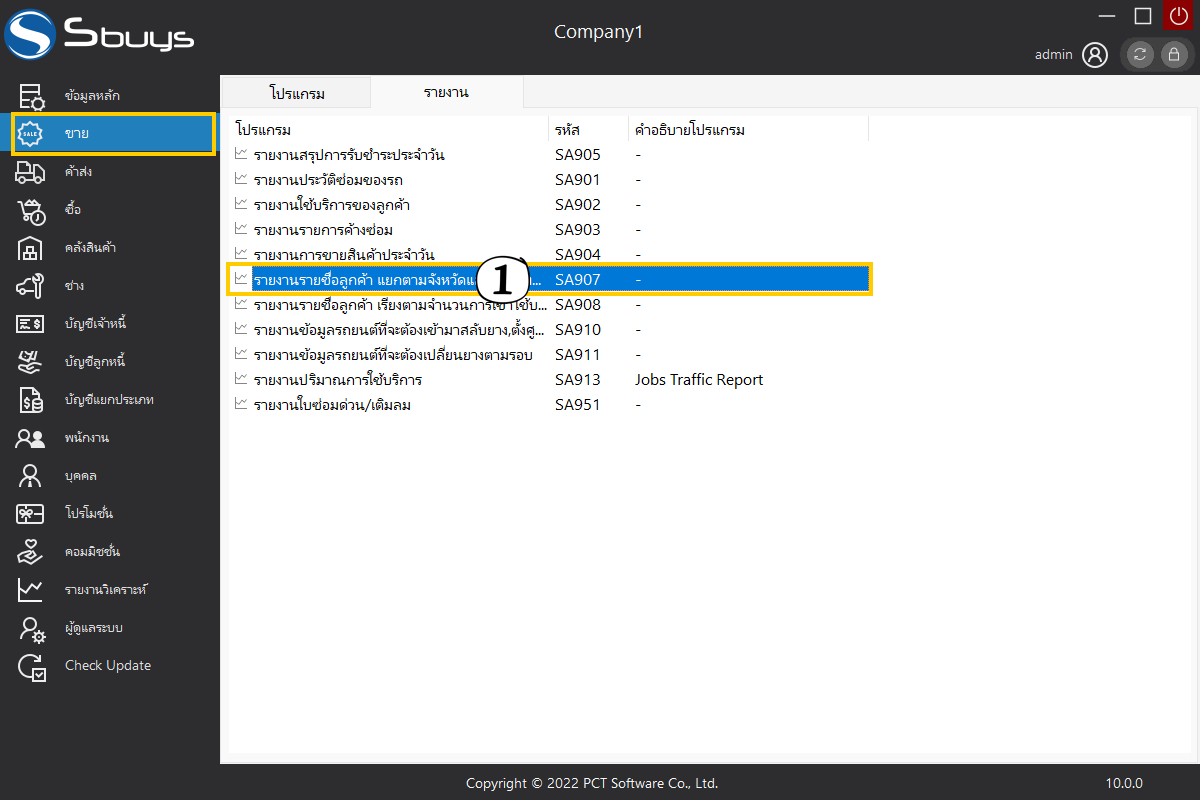 Sbuys
Company1
admin
ข้อมูลหลัก
ขาย
ค้าส่ง
ซื้อ
คลังสินค้า
ช่าง
บัญชีเจ้าหนี้
บัญชีลูกหนี้
บัญชีแยกประเภท
พนักงาน
บุคคล
โปรโมชั่น
คอมมิชชั่น
รายงานวิเคราะห์
ผู้ดูแลระบบ
Check Update
โปรแกรม รายงาน
โปรแกรม รหัส คำอธิบายโปรแกรม
รายงานสรุปการรับชำระประจำวัน SA905 -
รายงานประวัติซ่อมของรถ SA901 -
รายงานใช้บริการของลูกค้า SA902 -
รายงานรายการค้างซ่อม SA903 -
รายงานการขายสินค้าประจำวัน SA904 -
รายงานรายชื่อลูกค้า แยกตามจังหวัด ... SA907 -
1
รายงานรายชื่อลูกค้า เรียงตามจำนวนการเข้าใช้บ... SA908 -
รายงานข้อมูลรถยนต์ที่จะต้องเข้ามาสลับยาง,ตั้งศู... SA910 -
รายงานข้อมูลรถยนต์ที่จะต้องเปลี่ยนยางตามรอบ SA911 -
รายงานปริมาณการใช้บริการ SA913 Jobs Traffic Report
รายงานใบซ่อมด่วน/เติมลม SA951 -
Copyright © 2022 PCT Software Co., Ltd. 10.0.0
SALE